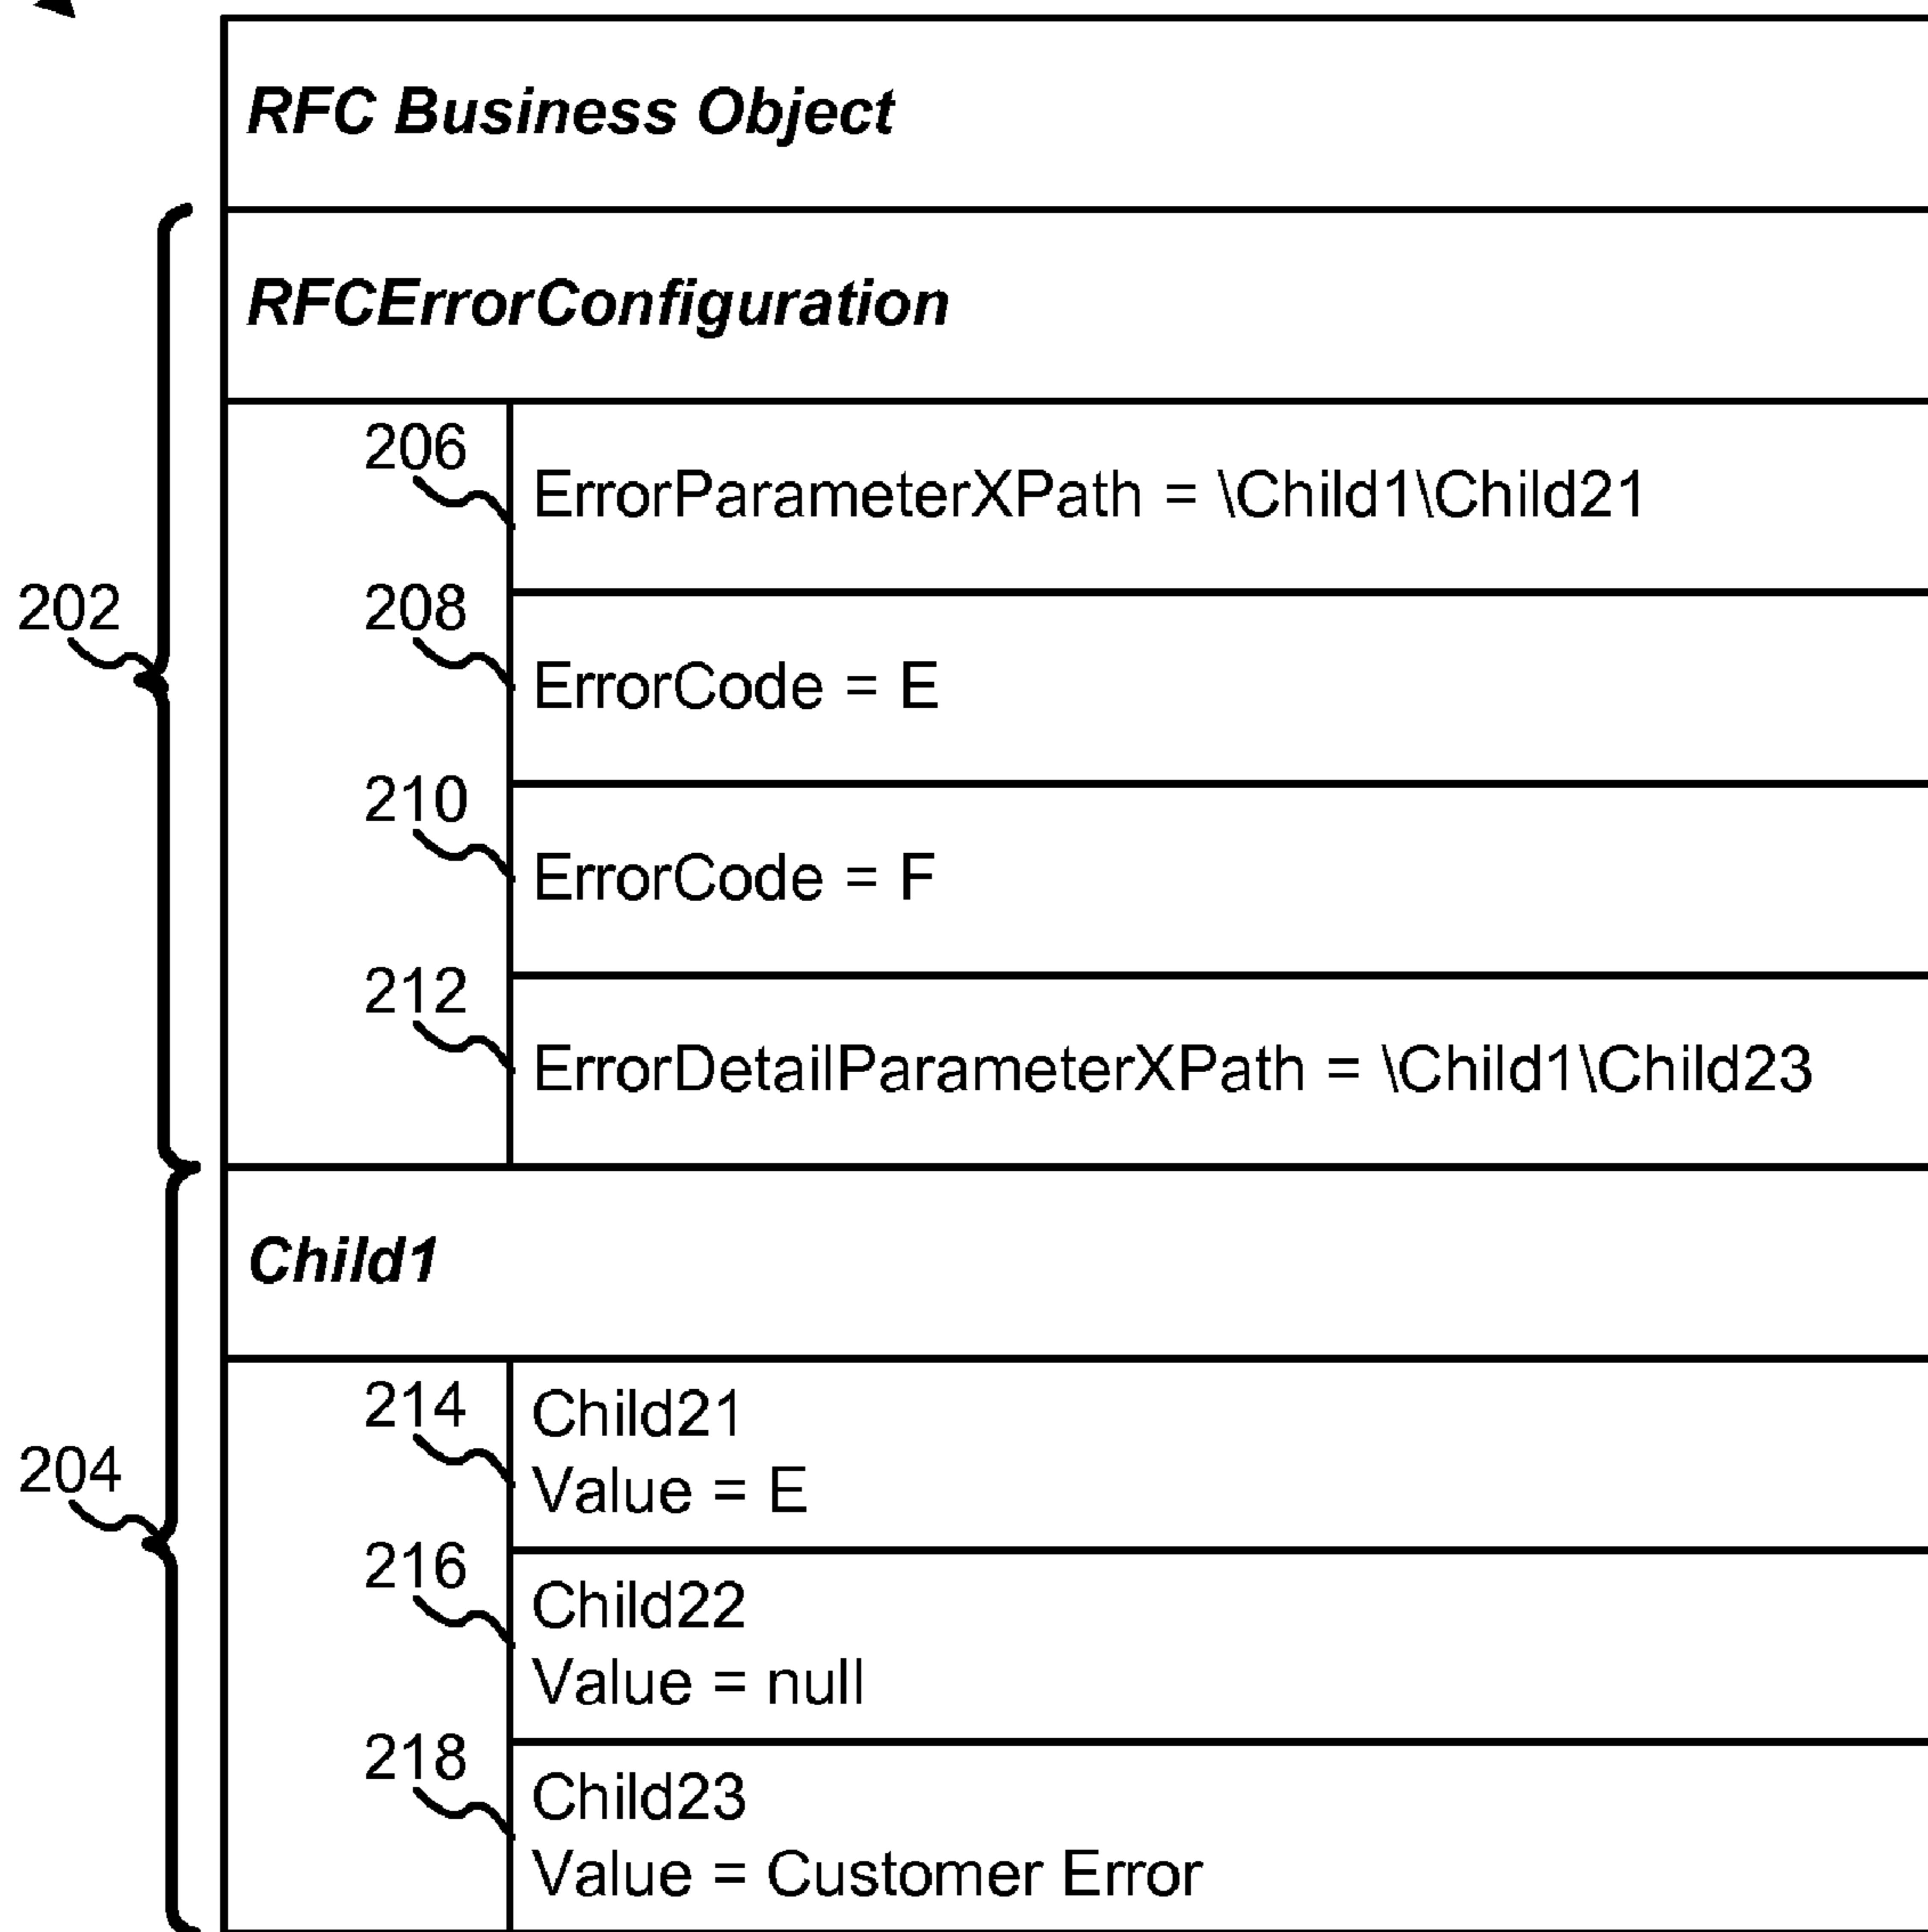 RFC Business Object
RFCErrorConfiguration
206
ErrorParameterXPath = \Child1\Child21
202
208
ErrorCode = E
210
ErrorCode = F
212
ErrorDetailParameterXPath = \Child1\Child23
Child1
214
Child21
Value = E
204
216
Child22
Value = null
218
Child23
Value = Customer Error